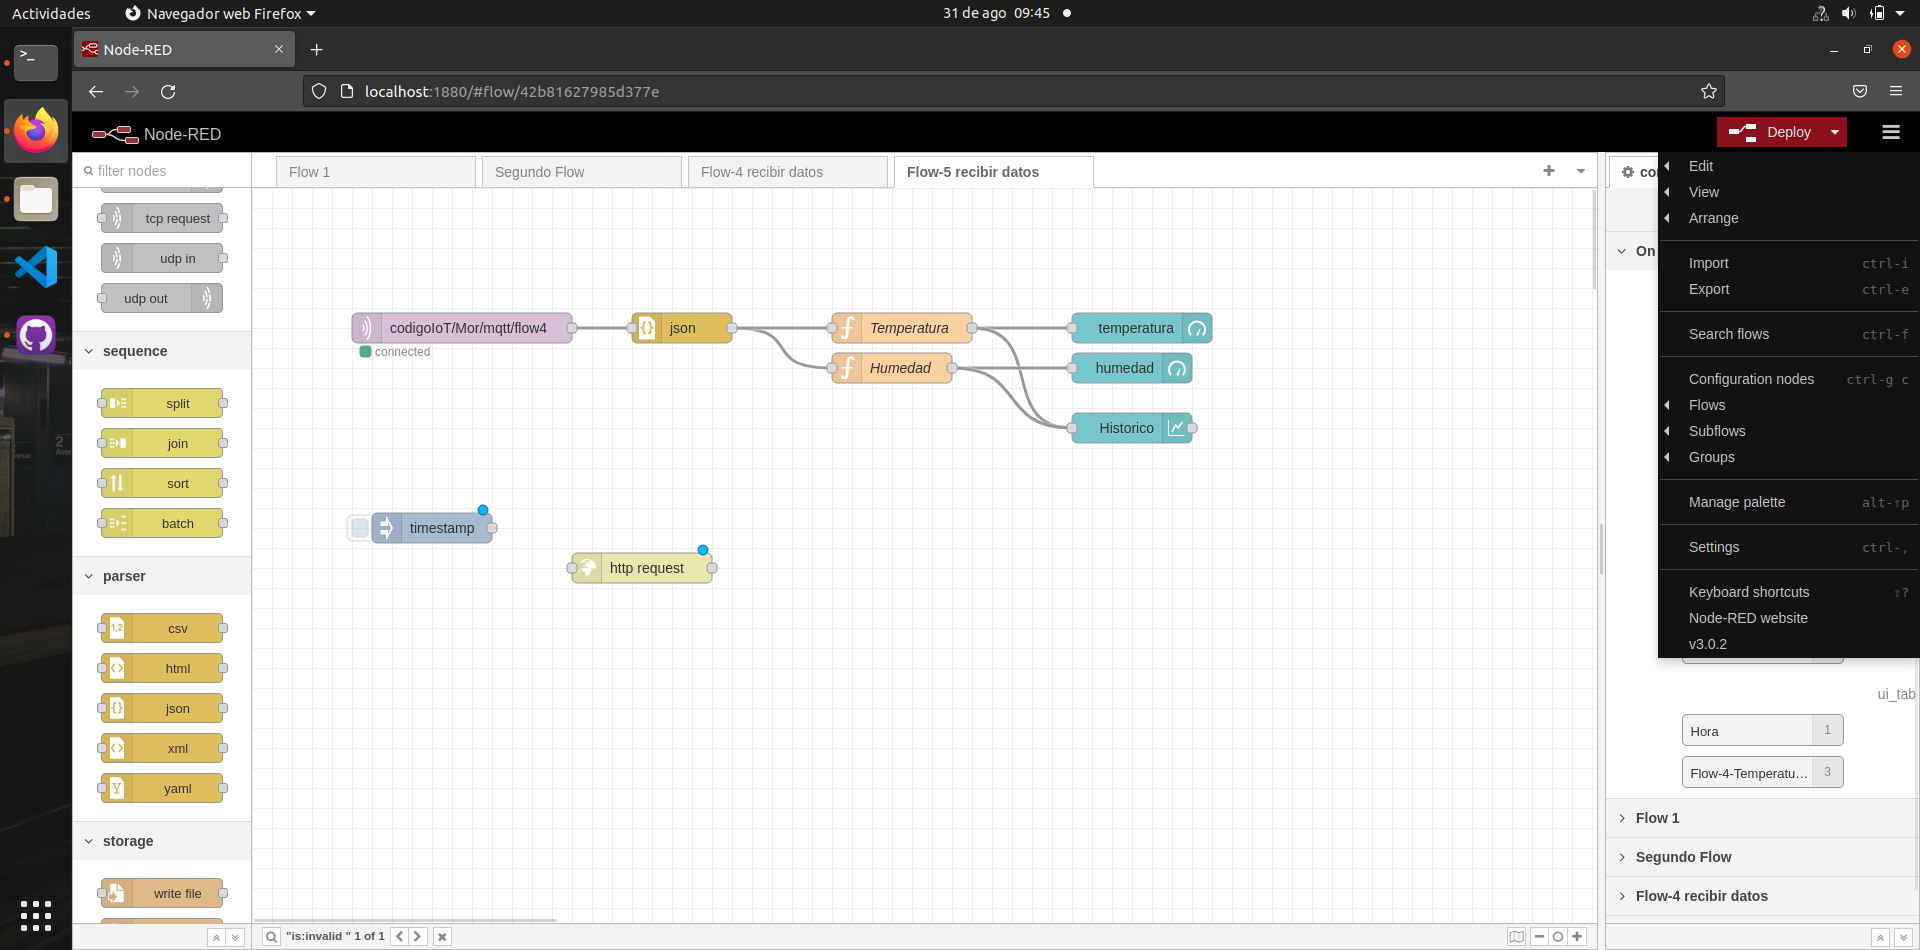 Actividades
Navegador web Firefox
31 de ago 09:45
Node-RED
localhost:1880/#flow/42b81627985d377e
Node-RED
Deploy
filter nodes
Flow 1
Segundo Flow
Flow-4 recibir datos
Flow-5 recibir datos
tcp request
udp in
udp out
sequence
split
join
sort
batch
parser
csv
html
json
xml
yaml
storage
write file
codigoIoT/Mor/mqtt/flow4
connected
json
Temperatura
Humedad
temperatura
humedad
Historico
timestamp
http request
"is:invalid " 1 of 1
On
Edit
View
Arrange
Import ctrl-i
Export ctrl-e
Search flows ctrl-f
Configuration nodes ctrl-g c
Flows
Subflows
Groups
Manage palette alt-⇧p
Settings ctrl-,
Keyboard shortcuts ⇧?
Node-RED website
v3.0.2
ui_tab
Hora 1
Flow-4-Temperatu... 3
Flow 1
Segundo Flow
Flow-4 recibir datos